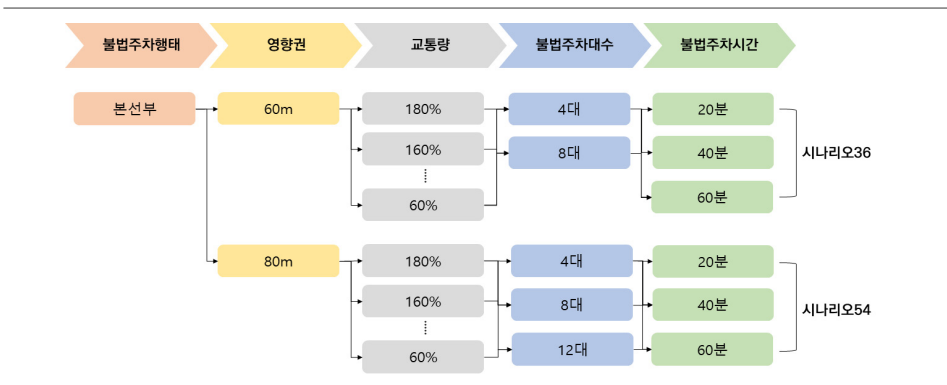 불법주차행태 영향권 교통량 불법주차대수 불법주차시간
본선부 60m 180% 4대 20분
160% 8대 40분
시나리오36
60% 60분
80m 180% 4대 20분
160% 8대 40분
시나리오54
60% 12대 60분